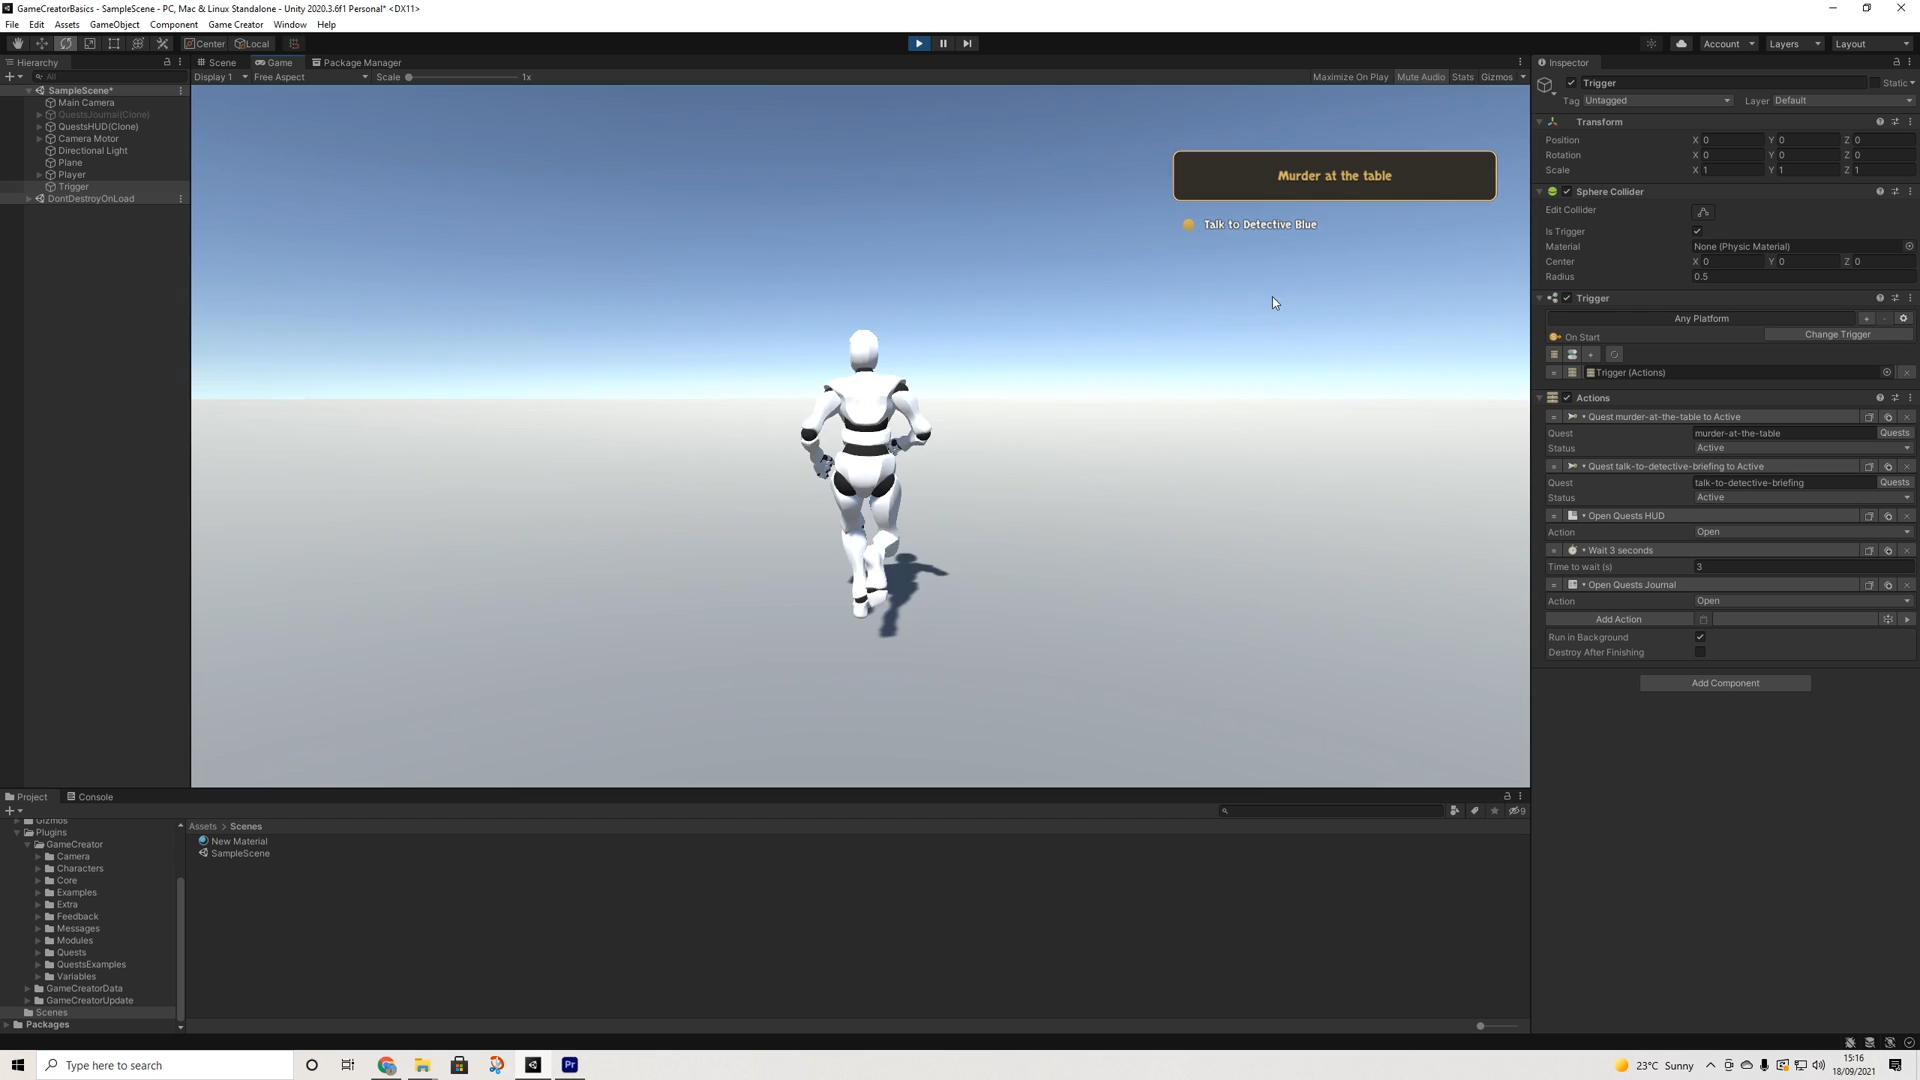 GameCreatorBasics - SampleScene - PC, Mac & Linux Standalone - Unity 2020.3.6f1 Personal* <DX11>
File Edit Assets GameObject Component Game Creator Window Help
Center Local Account Layers Layout
Hierarchy
All
SampleScene*
Main Camera
QuestsJournal(Clone)
QuestsHUD(Clone)
Camera Motor
Directional Light
Plane
Player
Trigger
DontDestroyOnLoad
Scene Game Package Manager
Display 1 Free Aspect Scale 1x Maximize On Play Mute Audio Stats Gizmos
Murder at the table
Talk to Detective Blue
Inspector
Trigger Static
Tag Untagged Layer Default
Transform
Position X 0 Y 0 Z 0
Rotation X 0 Y 0 Z 0
Scale X 1 Y 1 Z 1
Sphere Collider
Edit Collider
Is Trigger
Material None (Physic Material)
Center X 0 Y 0 Z 0
Radius 0.5
Trigger
Any Platform + -
On Start Change Trigger
+
= Trigger (Actions)
Actions
= Quest murder-at-the-table to Active
Quest murder-at-the-table Quests
Status Active
= Quest talk-to-detective-briefing to Active
Quest talk-to-detective-briefing Quests
Status Active
= Open Quests HUD
Action Open
= Wait 3 seconds
Time to wait (s) 3
= Open Quests Journal
Action Open
Add Action
Run in Background
Destroy After Finishing
Add Component
Project Console
Gizmos
Plugins
GameCreator
Camera
Characters
Core
Examples
Extra
Feedback
Messages
Modules
Quests
QuestsExamples
Variables
GameCreatorData
GameCreatorUpdate
Scenes
Packages
Assets > Scenes
New Material
SampleScene
9
Type here to search
Pr
23°C Sunny
15:16
18/09/2021